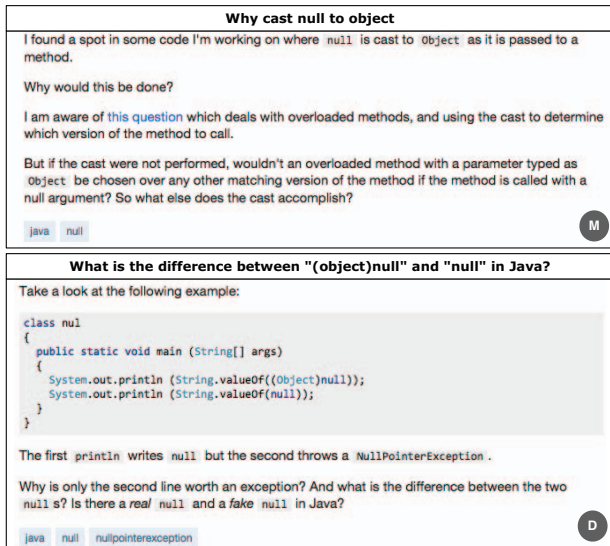 Why cast null to object
I found a spot in some code I'm working on where null is cast to Object as it is passed to a
method.
Why would this be done?
I am aware of this question which deals with overloaded methods, and using the cast to determine
which version of the method to call.
But if the cast were not performed, wouldn't an overloaded method with a parameter typed as
Object be chosen over any other matching version of the method if the method is called with a
null argument? So what else does the cast accomplish?
java null
M
What is the difference between "(object)null" and "null" in Java?
Take a look at the following example:
class nul
{
  public static void main (String[] args)
  {
    System.out.println (String.valueOf((Object)null));
    System.out.println (String.valueOf(null));
  }
}
The first println writes null but the second throws a NullPointerException .
Why is only the second line worth an exception? And what is the difference between the two
null s? Is there a real null and a fake null in Java?
java null nullpointerexception
D